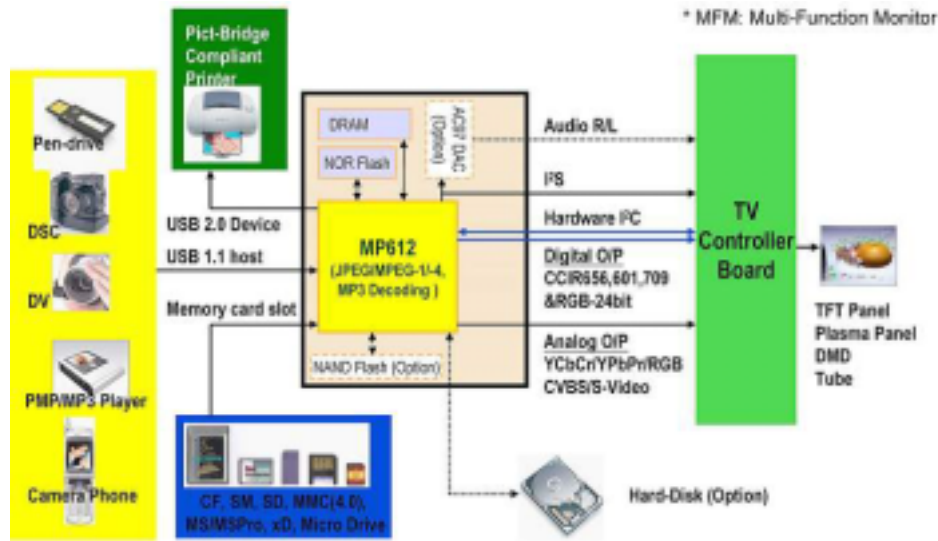 * MFM: Multi-Function Monitor
Pict-Bridge
Compliant
Printer
Pen-drive
DSC
DV
PMP/MP3 Player
Camera Phone
USB 2.0 Device
USB 1.1 host
Memory card slot
DRAM
NOR Flash
AC97 DAC
(Option)
MP612
(JPEG/MPEG-1/-4,
MP3 Decoding )
NAND Flash (Option)
CF, SM, SD, MMC(4.0),
MS/MSPro, xD, Micro Drive
Audio R/L
I²S
Hardware I²C
Digital O/P
CCIR656,601,709
&RGB-24bit
Analog O/P
YCbCr/YPbPr/RGB
CVBS/S-Video
Hard-Disk (Option)
TV
Controller
Board
TFT Panel
Plasma Panel
DMD
Tube